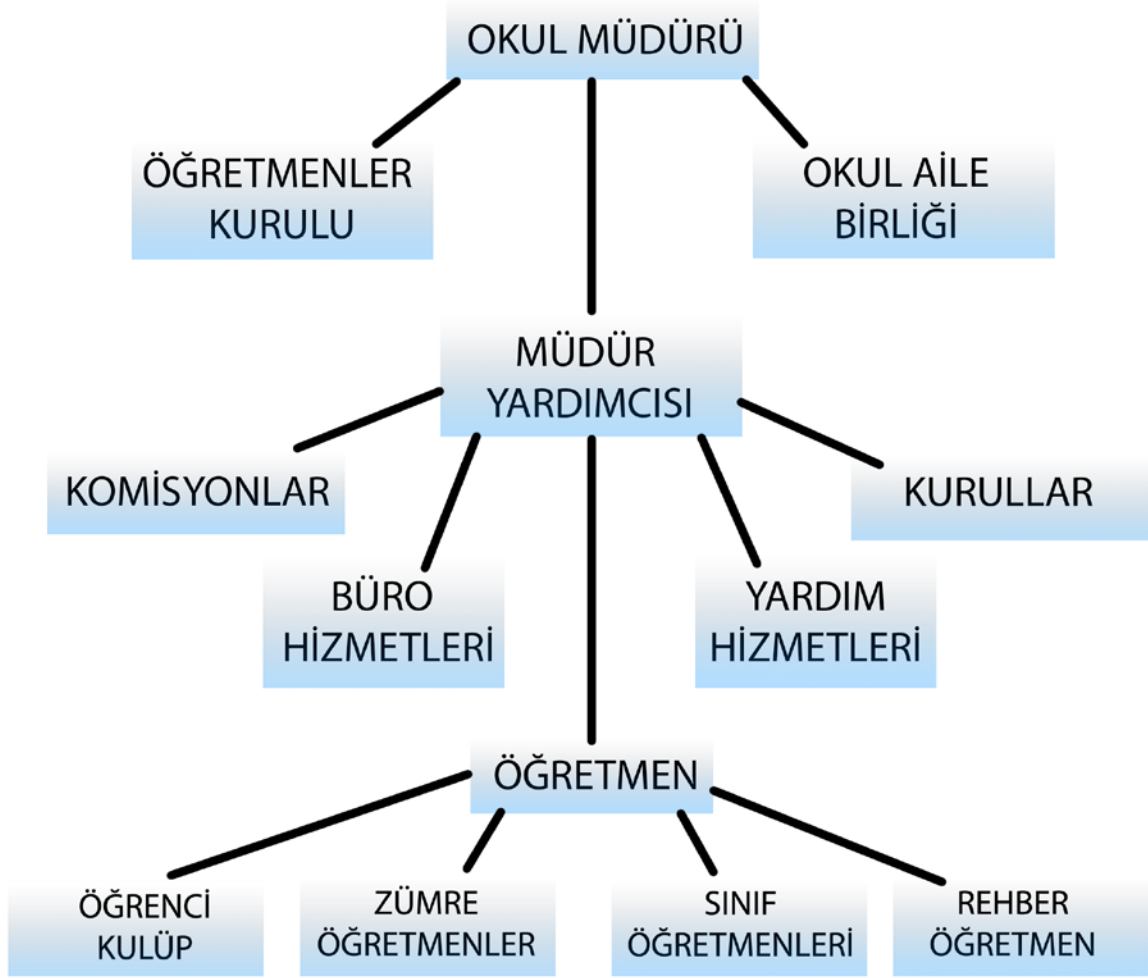 OKUL MÜDÜRÜ
ÖĞRETMENLER
KURULU
OKUL AİLE
BİRLİĞİ
MÜDÜR
YARDIMCISI
KOMİSYONLAR
KURULLAR
BÜRO
HİZMETLERİ
YARDIM
HİZMETLERİ
ÖĞRETMEN
ÖĞRENCİ
KULÜP
ZÜMRE
ÖĞRETMENLER
SINIF
ÖĞRETMENLERİ
REHBER
ÖĞRETMEN